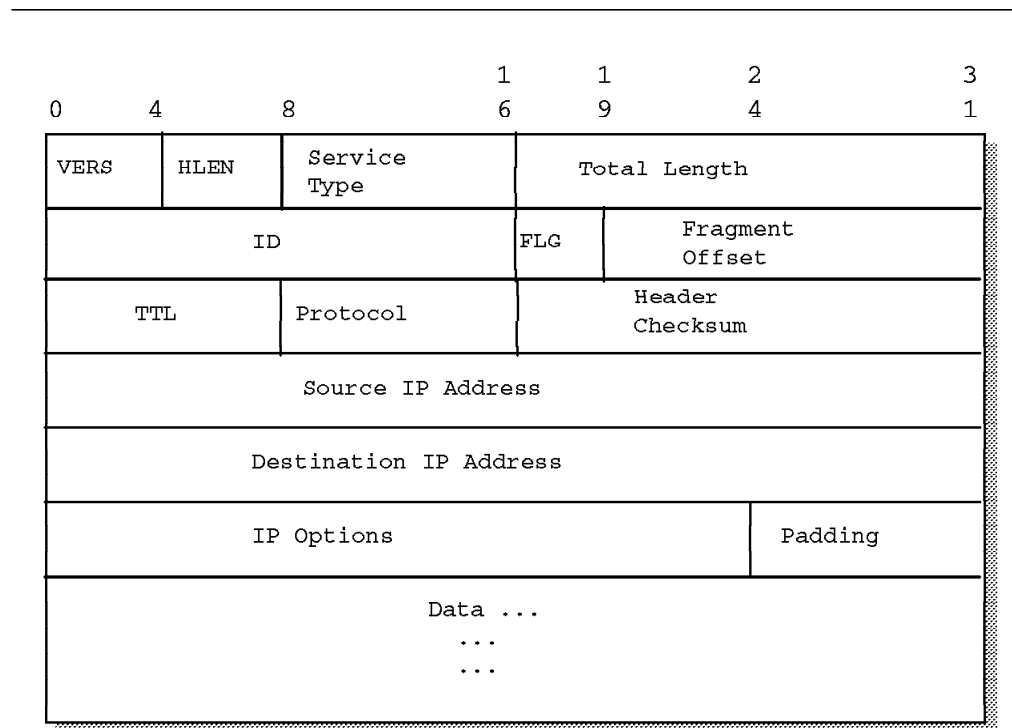 1 1 2 3
0 4 8 6 9 4 1
VERS HLEN Service Type Total Length
ID FLG Fragment Offset
TTL Protocol Header Checksum
Source IP Address
Destination IP Address
IP Options Padding
Data ...
...
...